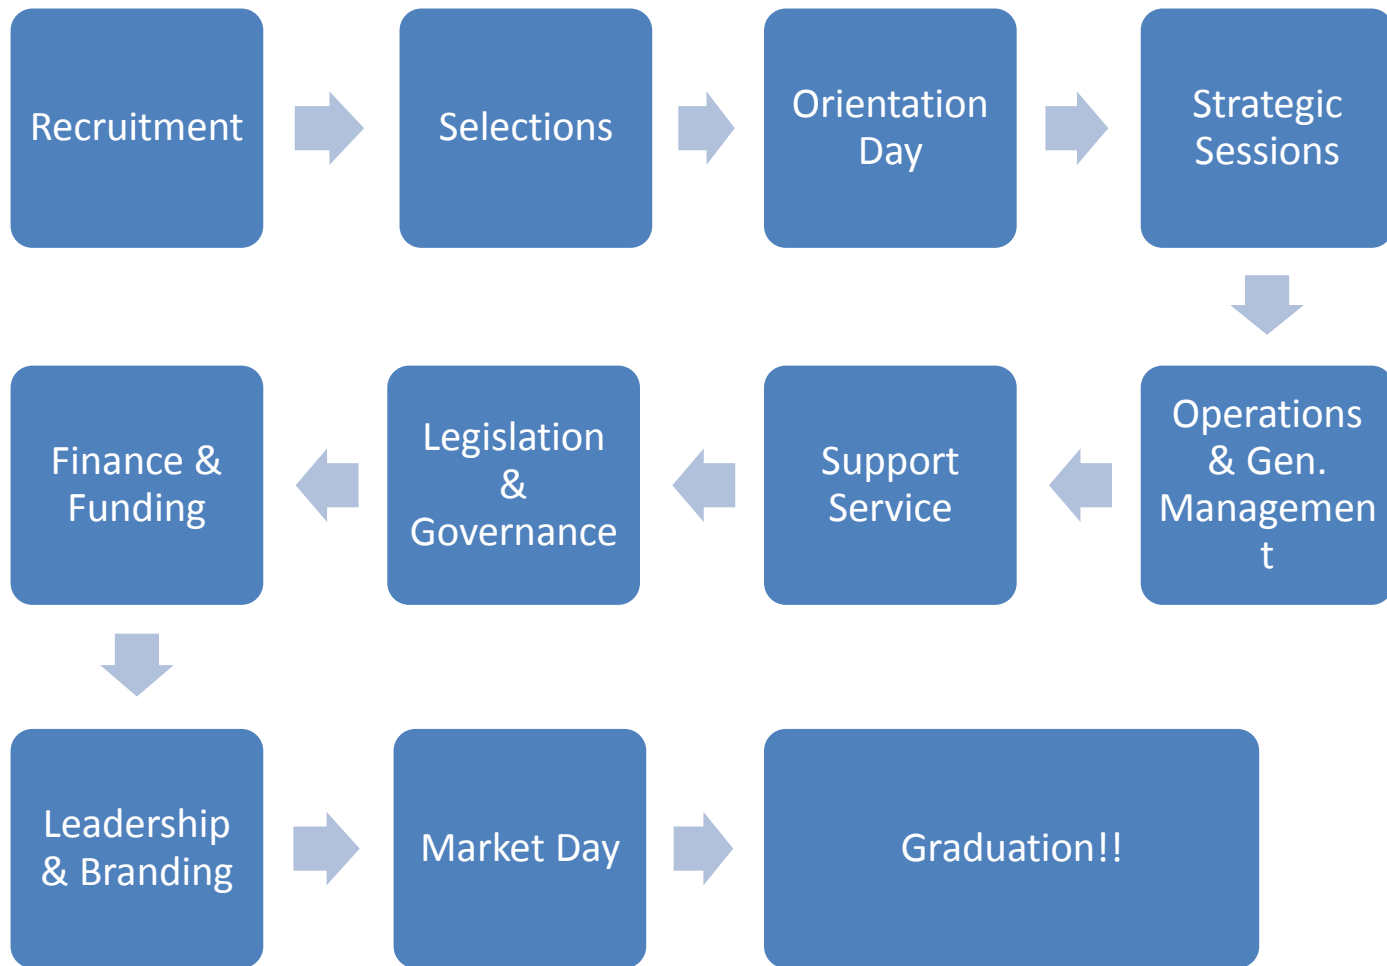 Recruitment
Selections
Orientation
Day
Strategic
Sessions
Operations
& Gen.
Managemen
t
Support
Service
Legislation
&
Governance
Finance &
Funding
Leadership
& Branding
Market Day
Graduation!!